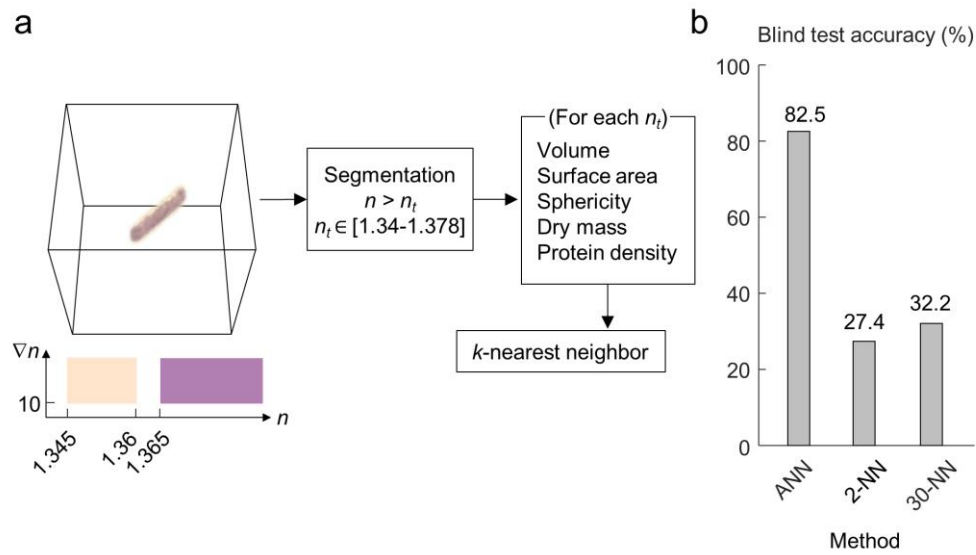 a
Segmentation
n > nₜ
nₜ ∈ [1.34-1.378]
(For each nₜ)
Volume
Surface area
Sphericity
Dry mass
Protein density
k-nearest neighbor
∇n
10
n
1.345
1.36
1.365
b
Blind test accuracy (%)
100
80
60
40
20
0
82.5
27.4
32.2
ANN
2-NN
30-NN
Method